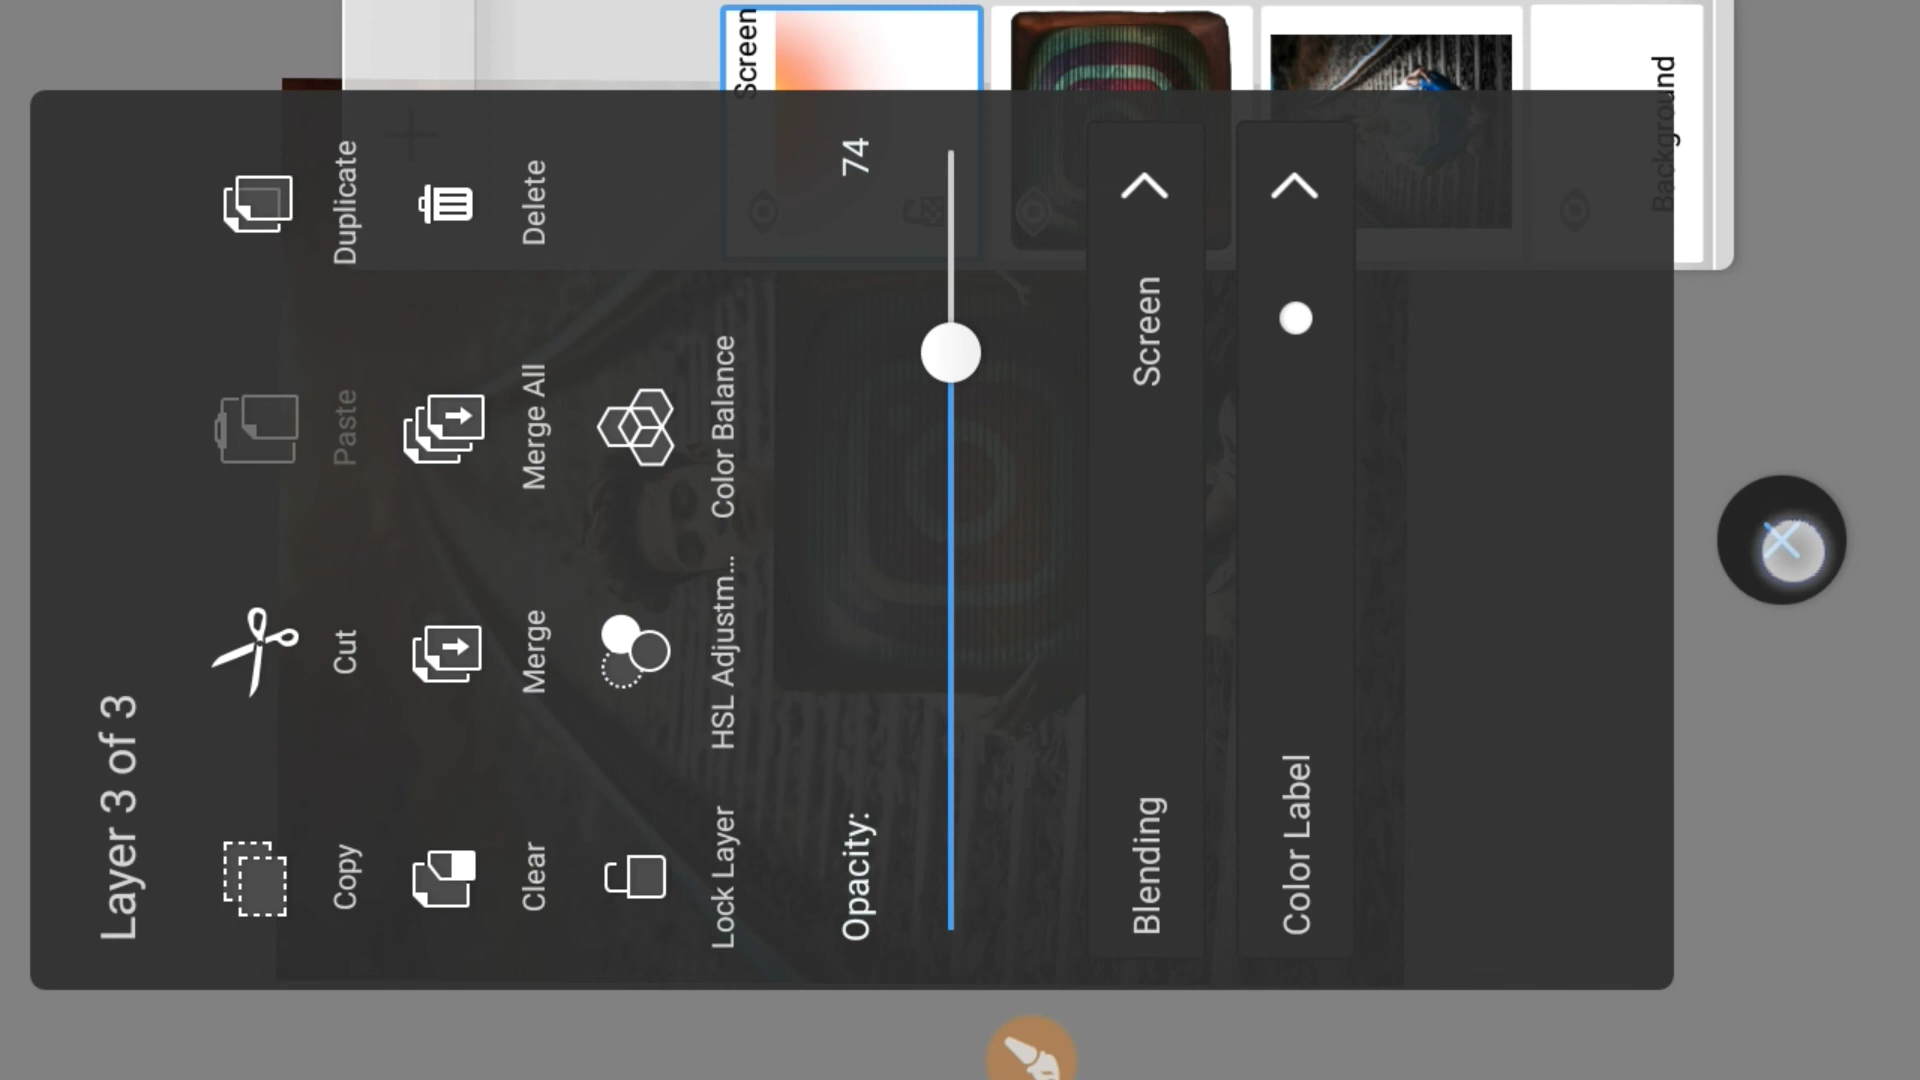 Layer 3 of 3
Copy
Cut
Paste
Duplicate
Clear
Merge
Merge All
Delete
Lock Layer
HSL Adjustm...
Color Balance
Opacity:
74
Blending
Screen
Color Label
Screen
Background